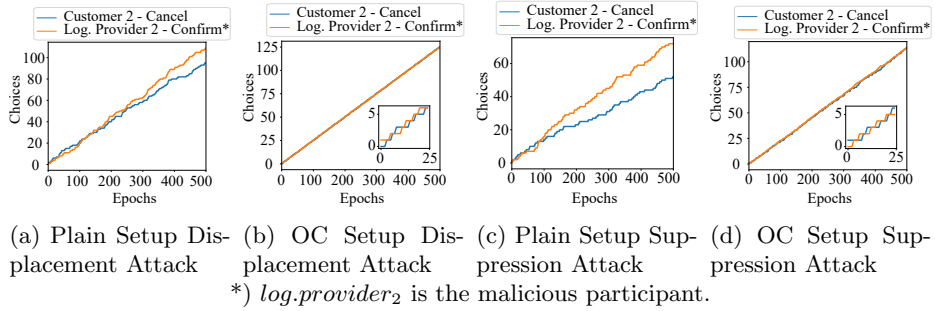 Customer 2 - Cancel
Log. Provider 2 - Confirm*
100
80
60
40
20
0
Choices
0 100 200 300 400 500
Epochs
Customer 2 - Cancel
Log. Provider 2 - Confirm*
125
100
75
50
25
0
Choices
5
0
0 25
0 100 200 300 400 500
Epochs
Customer 2 - Cancel
Log. Provider 2 - Confirm*
60
40
20
0
Choices
0 100 200 300 400 500
Epochs
Customer 2 - Cancel
Log. Provider 2 - Confirm*
100
75
50
25
0
Choices
5
0
0 25
0 100 200 300 400 500
Epochs
(a) Plain Setup Dis-
placement Attack
(b) OC Setup Dis-
placement Attack
(c) Plain Setup Sup-
pression Attack
(d) OC Setup Sup-
pression Attack
*) log.provider₂ is the malicious participant.